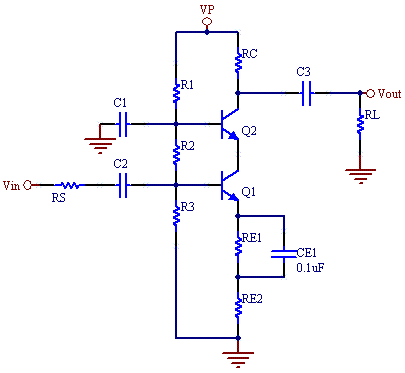 VP
RC
R1
C3
Vout
C1
RL
Q2
R2
C2
Vin
RS
Q1
R3
RE1
CE1
0.1uF
RE2